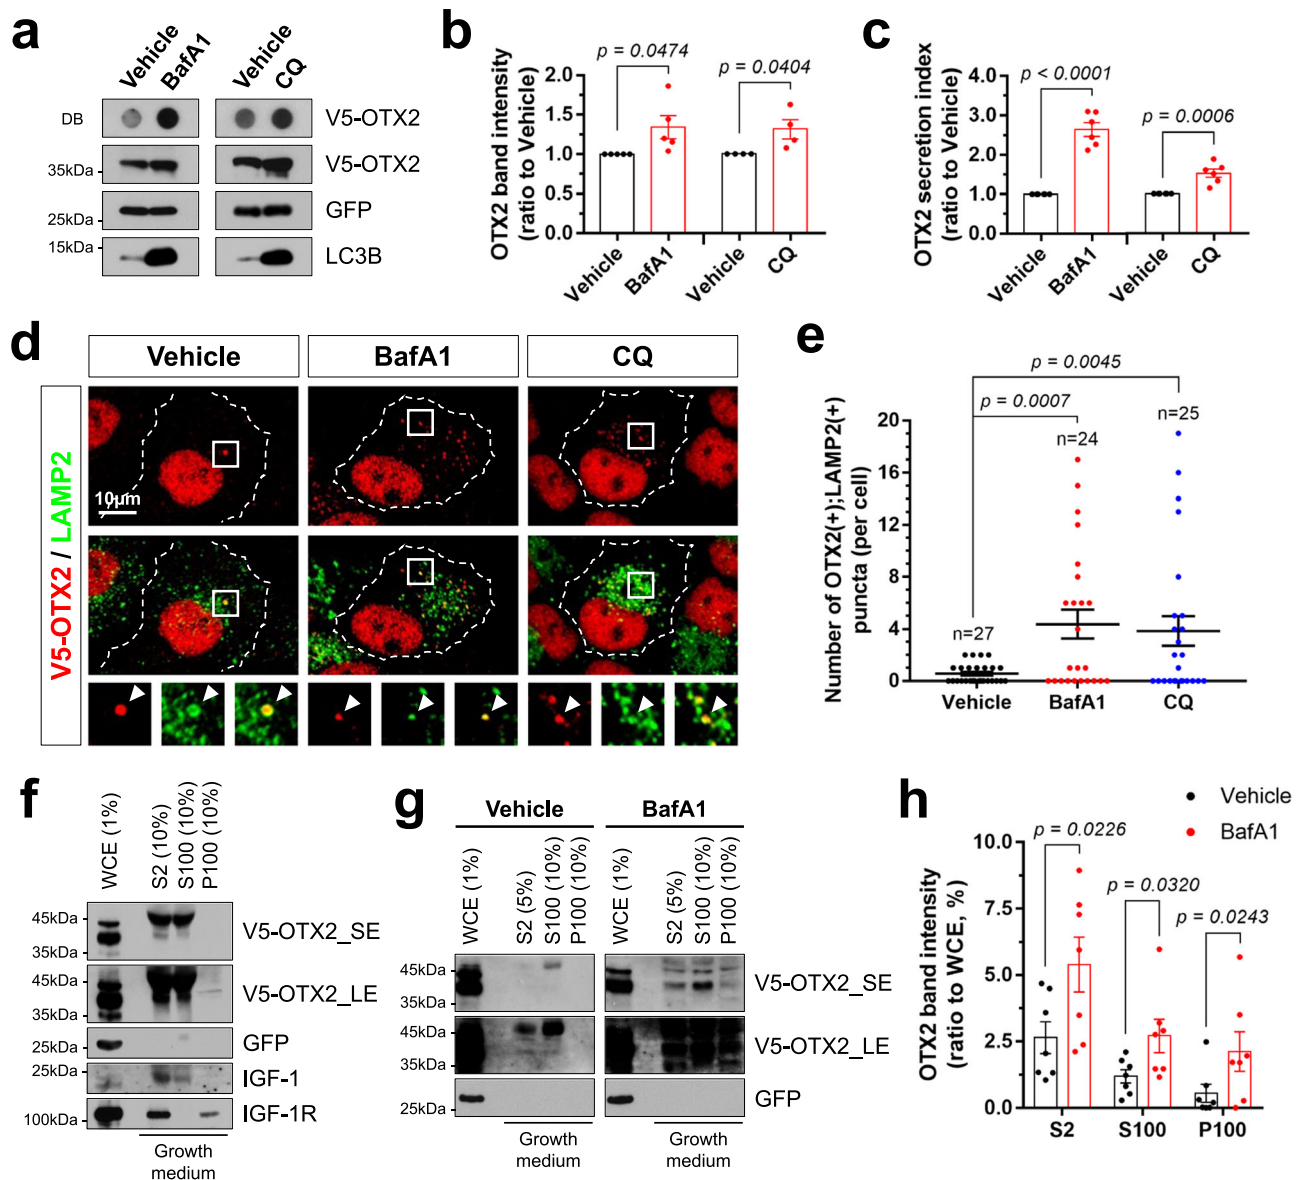 a
Vehicle
BafA1
Vehicle
CQ
DB
V5-OTX2
35kDa
V5-OTX2
25kDa
GFP
15kDa
LC3B
b
OTX2 band intensity
(ratio to Vehicle)
p = 0.0474
p = 0.0404
2.0
1.5
1.0
0.5
0.0
Vehicle
BafA1
Vehicle
CQ
c
OTX2 secretion index
(ratio to Vehicle)
p < 0.0001
p = 0.0006
4.0
3.0
2.0
1.0
0.0
Vehicle
BafA1
Vehicle
CQ
d
Vehicle
BafA1
CQ
V5-OTX2 / LAMP2
10μm
e
Number of OTX2(+);LAMP2(+)
puncta (per cell)
p = 0.0045
p = 0.0007
n=27
n=24
n=25
20
16
12
8
4
0
Vehicle
BafA1
CQ
f
WCE (1%)
S2 (10%)
S100 (10%)
P100 (10%)
45kDa
35kDa
V5-OTX2_SE
45kDa
35kDa
V5-OTX2_LE
25kDa
GFP
25kDa
IGF-1
100kDa
IGF-1R
Growth
medium
g
Vehicle
BafA1
WCE (1%)
S2 (5%)
S100 (10%)
P100 (10%)
WCE (1%)
S2 (5%)
S100 (10%)
P100 (10%)
45kDa
35kDa
45kDa
35kDa
V5-OTX2_SE
45kDa
35kDa
45kDa
35kDa
V5-OTX2_LE
25kDa
25kDa
GFP
Growth
medium
Growth
medium
h
Vehicle
BafA1
OTX2 band intensity
(ratio to WCE, %)
p = 0.0226
p = 0.0320
p = 0.0243
10.0
7.5
5.0
2.5
0.0
S2
S100
P100